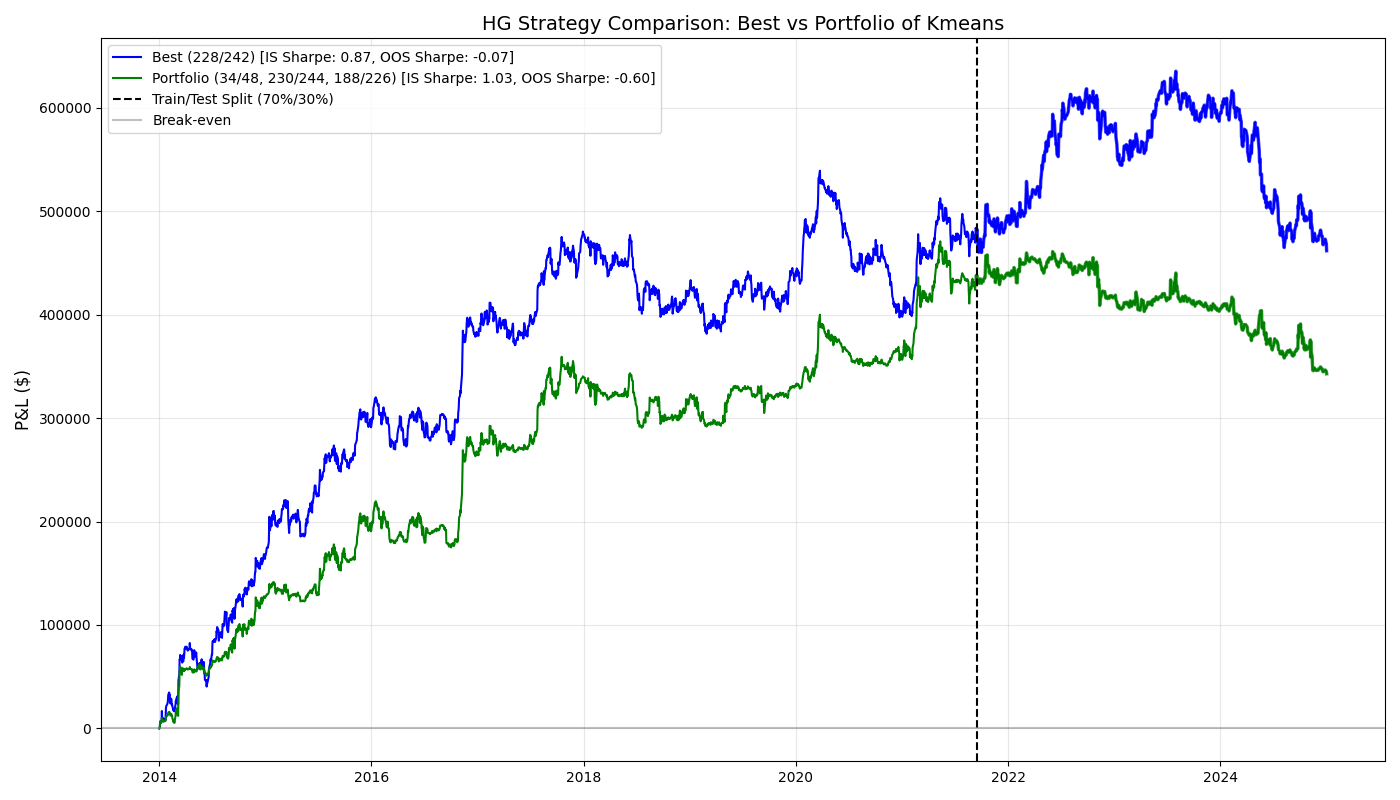 HG Strategy Comparison: Best vs Portfolio of Kmeans
Best (228/242) [IS Sharpe: 0.87, OOS Sharpe: -0.07]
Portfolio (34/48, 230/244, 188/226) [IS Sharpe: 1.03, OOS Sharpe: -0.60]
Train/Test Split (70%/30%)
Break-even
P&L ($)
600000
500000
400000
300000
200000
100000
0
2014
2016
2018
2020
2022
2024